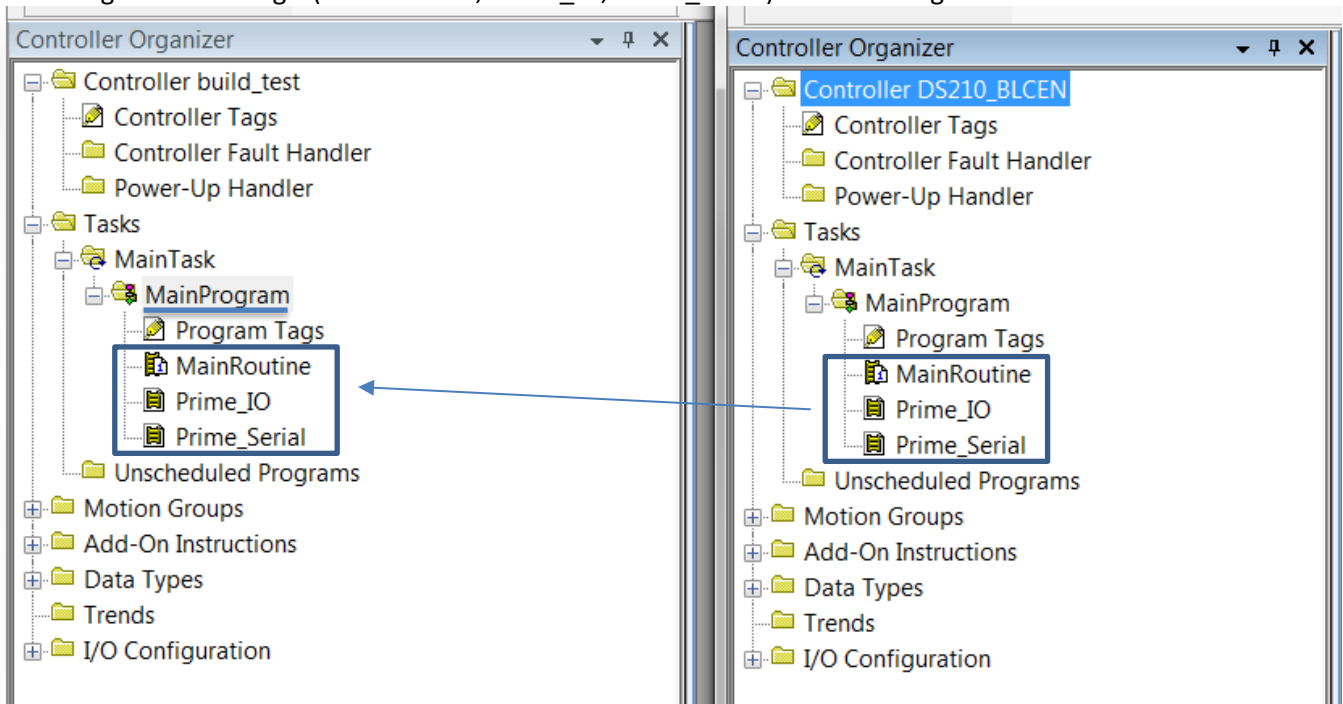 Controller Organizer
Controller build_test
Controller Tags
Controller Fault Handler
Power-Up Handler
Tasks
MainTask
MainProgram
Program Tags
MainRoutine
Prime_IO
Prime_Serial
Unscheduled Programs
Motion Groups
Add-On Instructions
Data Types
Trends
I/O Configuration
Controller Organizer
Controller DS210_BLCEN
Controller Tags
Controller Fault Handler
Power-Up Handler
Tasks
MainTask
MainProgram
Program Tags
MainRoutine
Prime_IO
Prime_Serial
Unscheduled Programs
Motion Groups
Add-On Instructions
Data Types
Trends
I/O Configuration